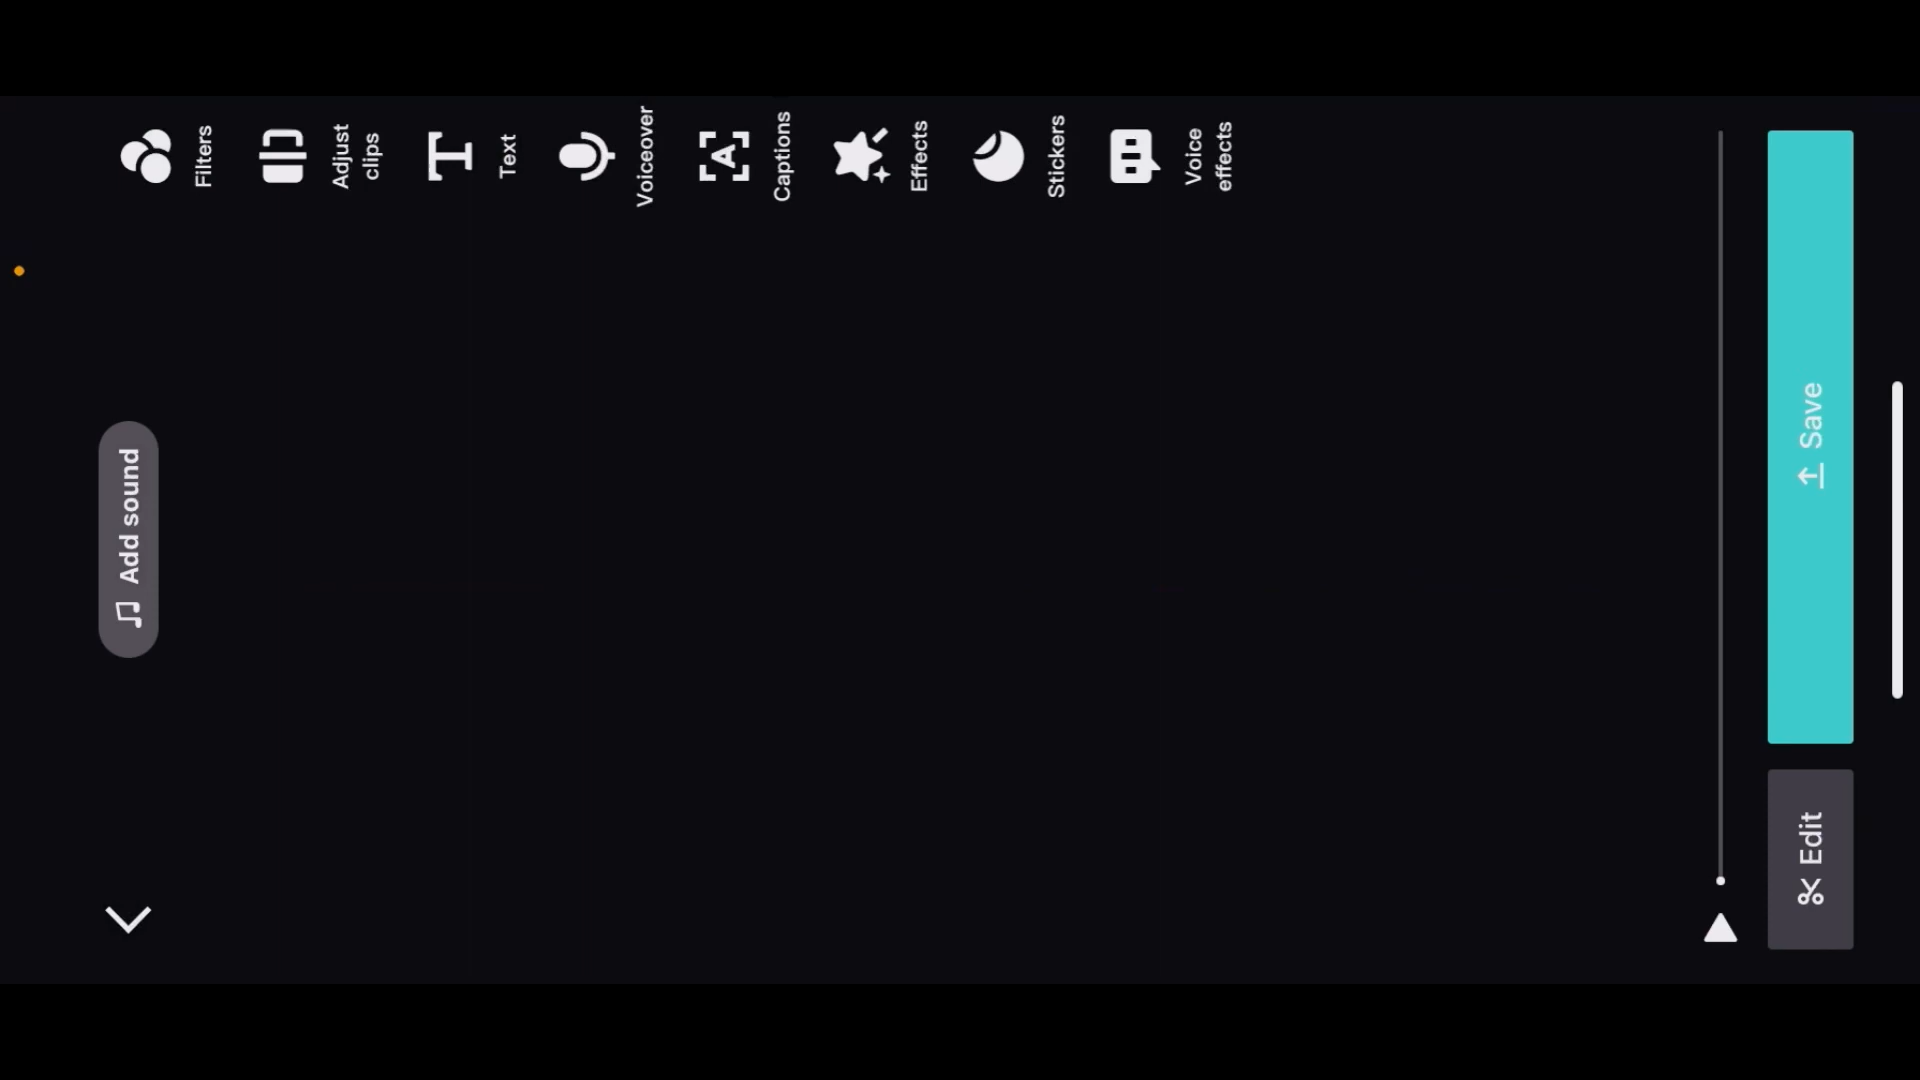 Add sound
Filters
Adjust
clips
Text
Voiceover
Captions
Effects
Stickers
Voice
effects
Edit
Save